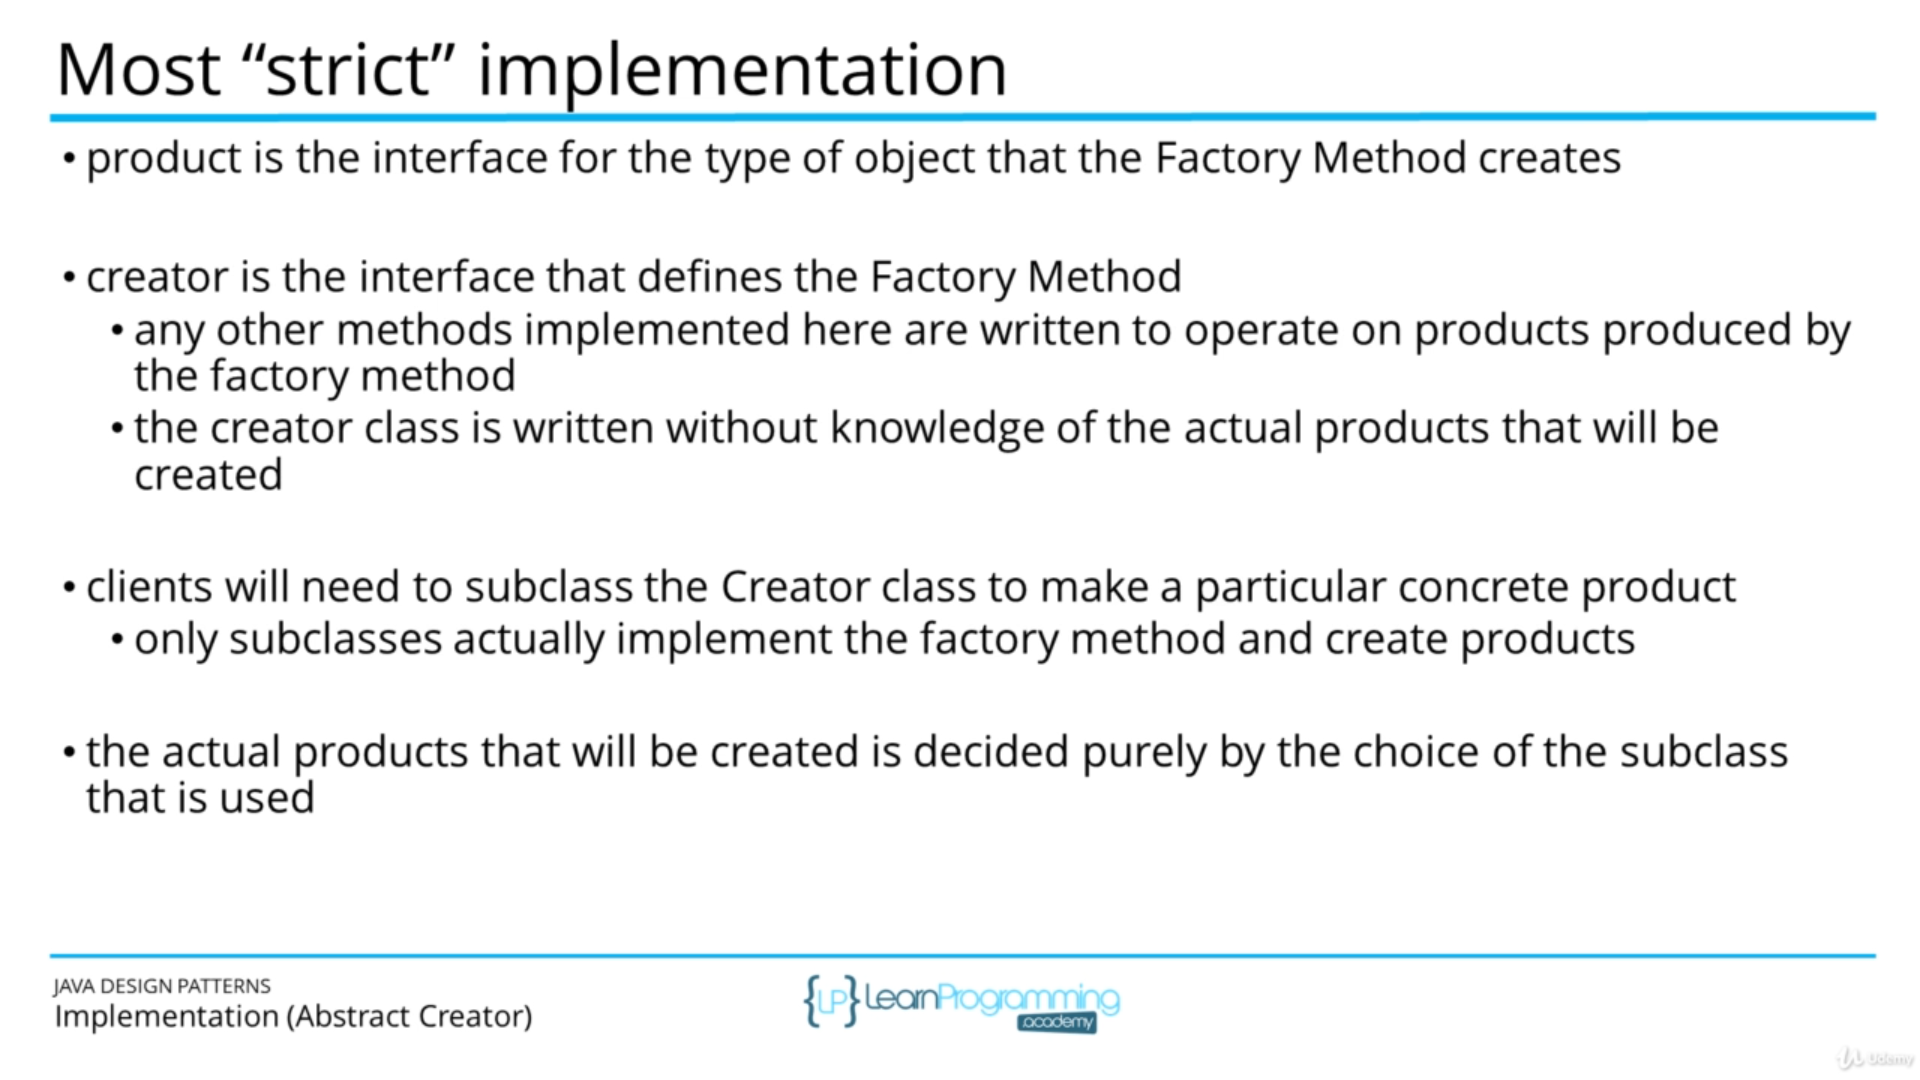 Most “strict” implementation
• product is the interface for the type of object that the Factory Method creates
• creator is the interface that defines the Factory Method
• any other methods implemented here are written to operate on products produced by
the factory method
• the creator class is written without knowledge of the actual products that will be
created
• clients will need to subclass the Creator class to make a particular concrete product
• only subclasses actually implement the factory method and create products
• the actual products that will be created is decided purely by the choice of the subclass
that is used
JAVA DESIGN PATTERNS
Implementation (Abstract Creator)
{LP} LearnProgramming
academy
Udemy